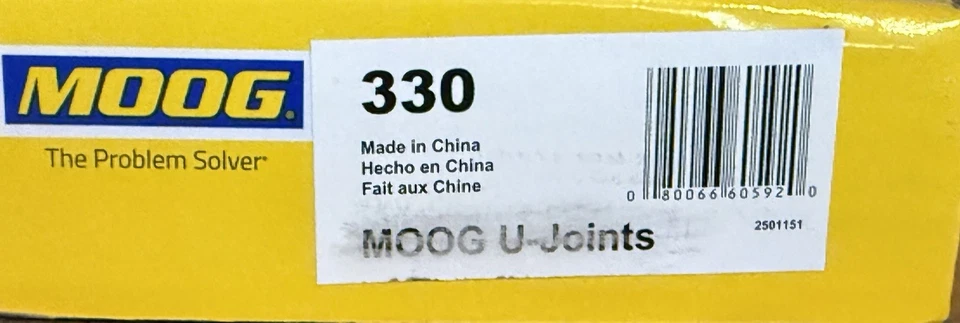 MOOG.
The Problem Solver®
330
Made in China
Hecho en China
Fait aux Chine
MOOG U-Joints
0 80066 60592 0
2501151